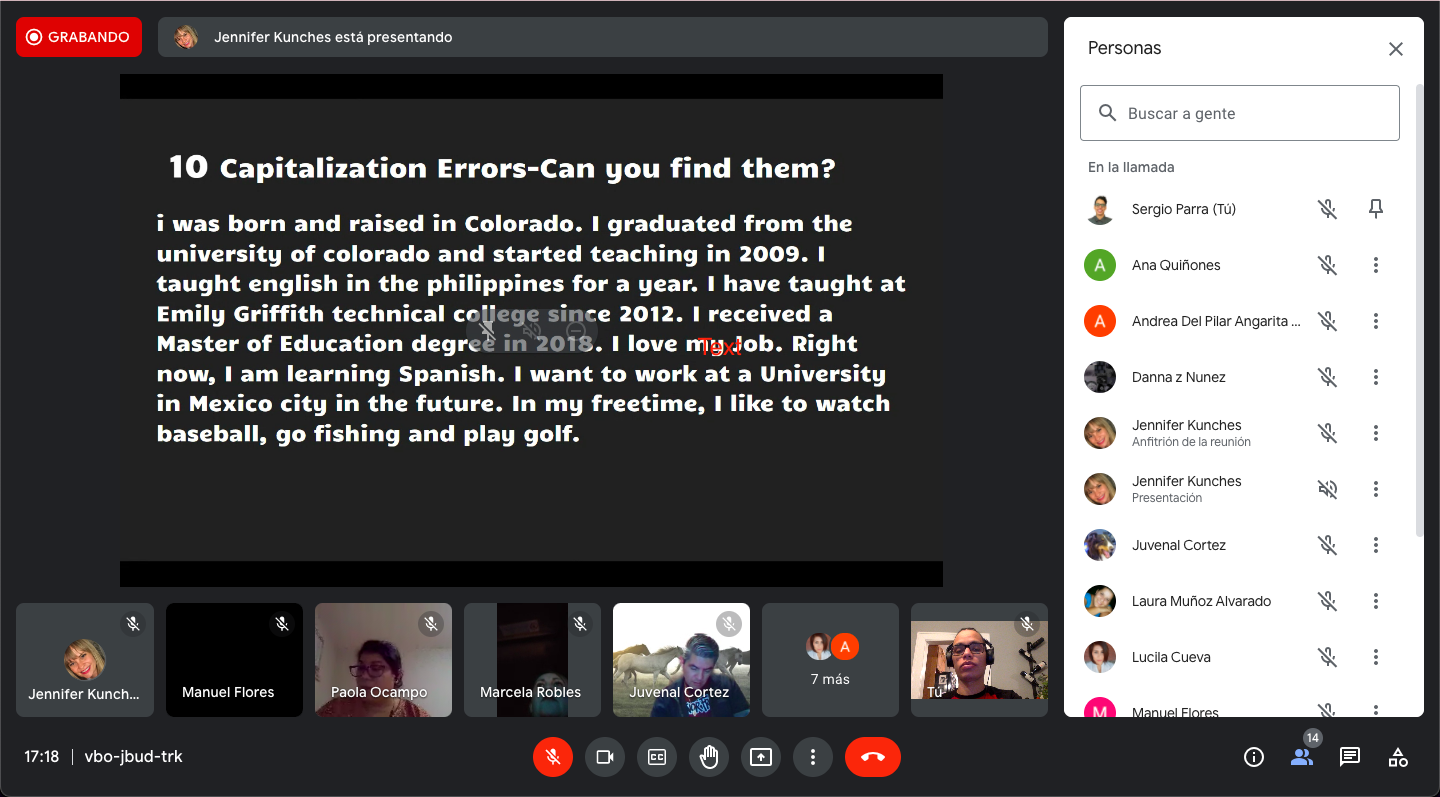 GRABANDO
Jennifer Kunches está presentando
10 Capitalization Errors-Can you find them?
i was born and raised in Colorado. I graduated from the
university of colorado and started teaching in 2009. I
taught english in the philippines for a year. I have taught at
Emily Griffith technical college since 2012. I received a
Master of Education degree in 2018. I love my Job. Right
now, I am learning Spanish. I want to work at a University
in Mexico city in the future. In my freetime, I like to watch
baseball, go fishing and play golf.
Text
Jennifer Kunch...
Manuel Flores
Paola Ocampo
Marcela Robles
Juvenal Cortez
A
7 más
Tú
17:18 | vbo-jbud-trk
Personas
Buscar a gente
En la llamada
Sergio Parra (Tú)
A
Ana Quiñones
A
Andrea Del Pilar Angarita ...
Danna z Nunez
Jennifer Kunches
Anfitrión de la reunión
Jennifer Kunches
Presentación
Juvenal Cortez
Laura Muñoz Alvarado
Lucila Cueva
M
Manuel Flores
14